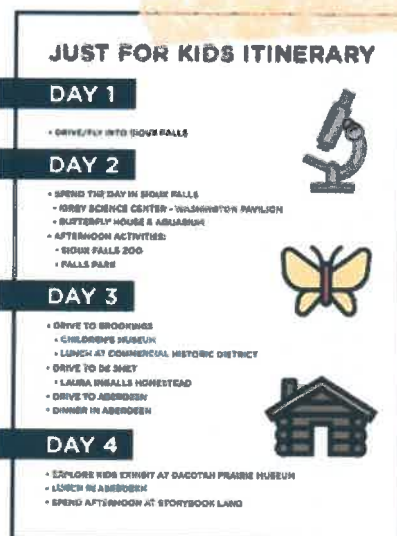 JUST FOR KIDS ITINERARY
DAY 1
• DRIVE/FLY INTO SIOUX FALLS
DAY 2
• SPEND THE DAY IN SIOUX FALLS
• KIRBY SCIENCE CENTER - WASHINGTON PAVILION
• BUTTERFLY HOUSE & AQUARIUM
• AFTERNOON ACTIVITIES:
• SIOUX FALLS ZOO
• FALLS PARK
DAY 3
• DRIVE TO BROOKINGS
• CHILDREN'S MUSEUM
• LUNCH AT COMMERCIAL HISTORIC DISTRICT
• DRIVE TO DE SMET
• LAURA INGALLS HOMESTEAD
• DRIVE TO ABERDEEN
• DINNER IN ABERDEEN
DAY 4
• EXPLORE KIDS EXHIBIT AT DACOTAH PRAIRIE MUSEUM
• LUNCH IN ABERDEEN
• SPEND AFTERNOON AT STORYBOOK LAND